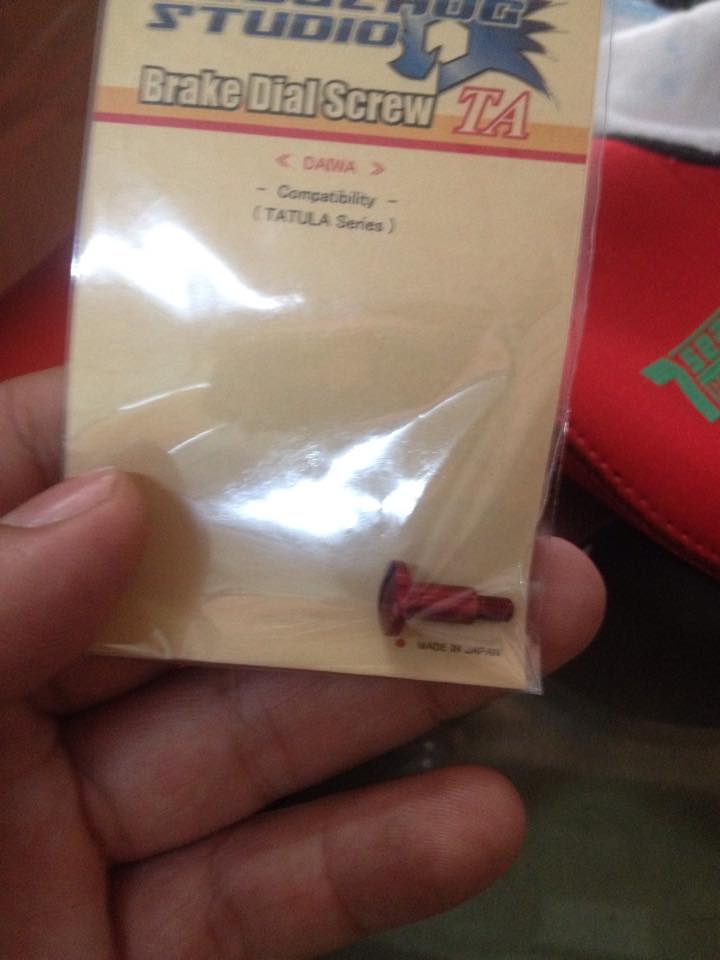 STUDIO
Brake Dial Screw TA
≪ DAIWA ≫
- Compatibility -
( TATULA Series )
MADE IN JAPAN